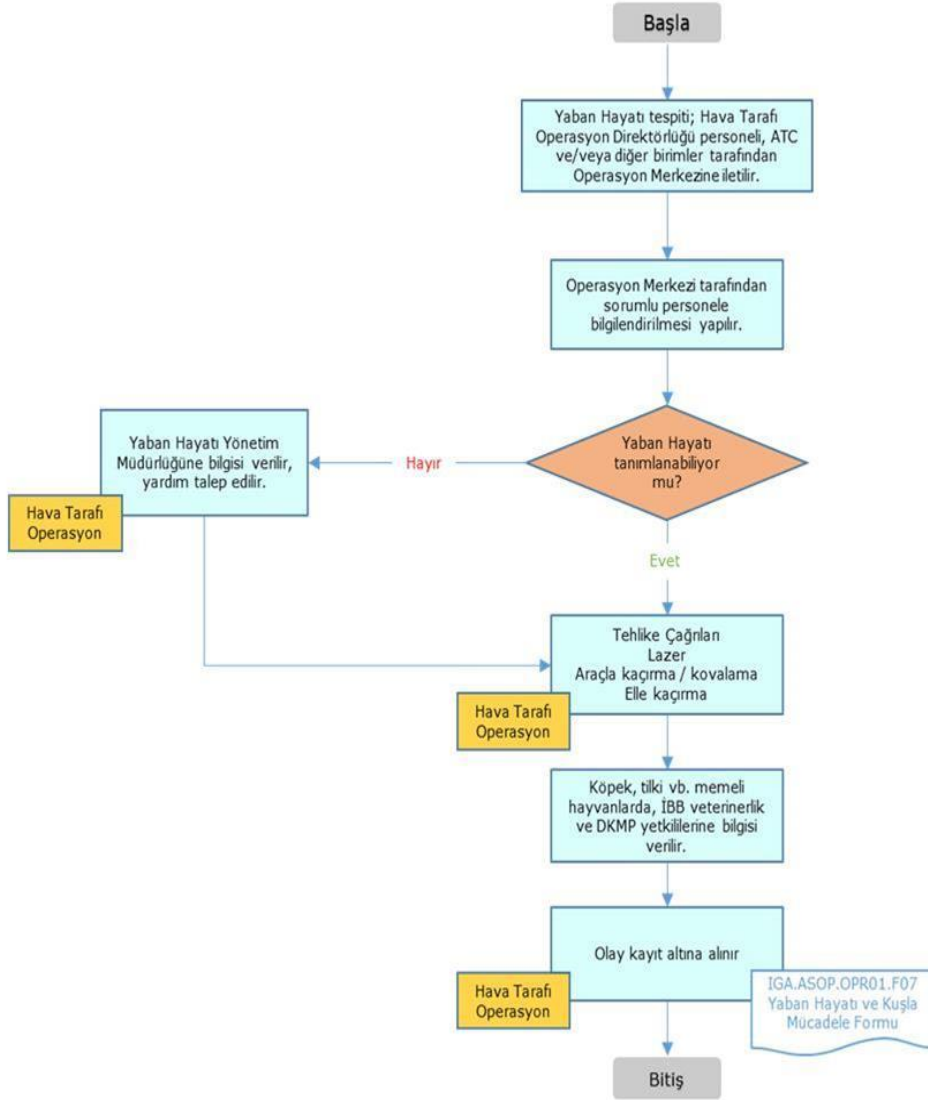 Başla
Yaban Hayatı tespiti; Hava Tarafı
Operasyon Direktörlüğü personeli, ATC
ve/veya diğer birimler tarafından
Operasyon Merkezine iletilir.
Operasyon Merkezi tarafından
sorumlu personele
bilgilendirilmesi yapılır.
Yaban Hayatı
tanımlanabiliyor
mu?
Hayır
Yaban Hayatı Yönetim
Müdürlüğüne bilgisi verilir,
yardım talep edilir.
Hava Tarafı
Operasyon
Evet
Tehlike Çağrıları
Lazer
Araçla kaçırma / kovalama
Elle kaçırma
Hava Tarafı
Operasyon
Köpek, tilki vb. memeli
hayvanlarda, İBB veterinerlik
ve DKMP yetkililerine bilgisi
verilir.
Olay kayıt altına alınır
Hava Tarafı
Operasyon
IGA.ASOP.OPR01.F07
Yaban Hayatı ve Kuşla
Mücadele Formu
Bitiş